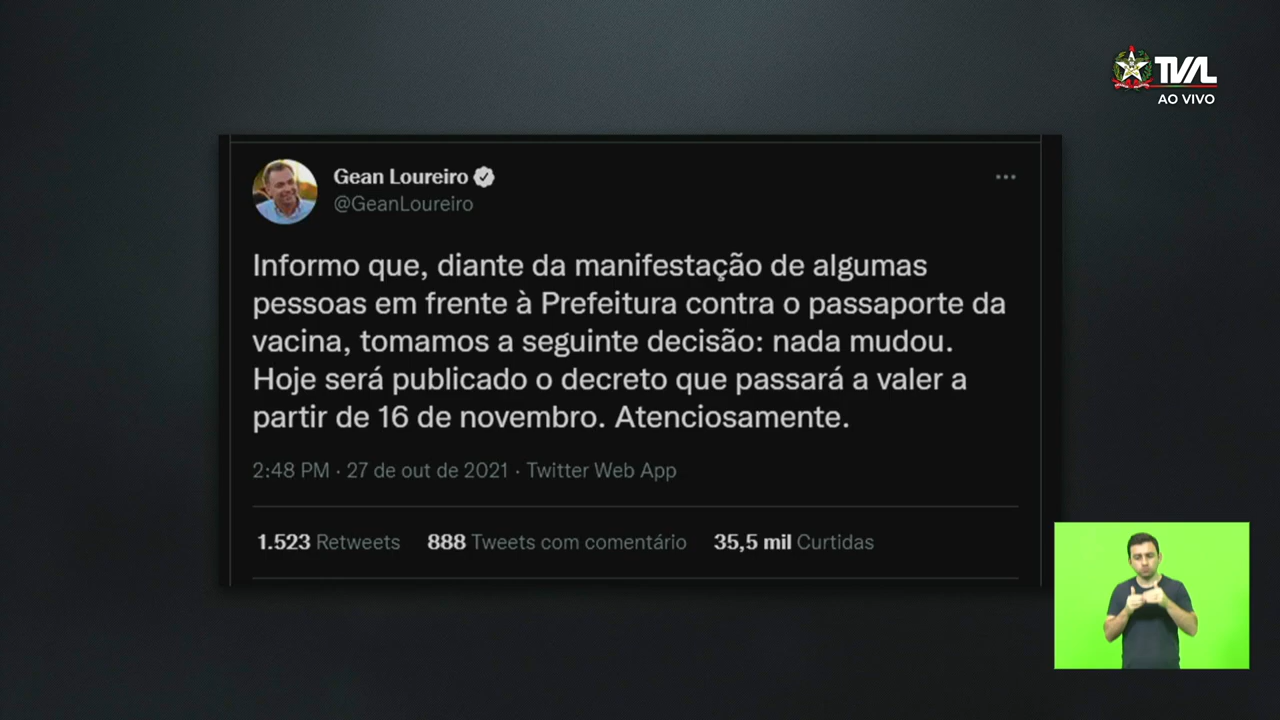 TVAL
AO VIVO
Gean Loureiro
@GeanLoureiro
Informo que, diante da manifestação de algumas
pessoas em frente à Prefeitura contra o passaporte da
vacina, tomamos a seguinte decisão: nada mudou.
Hoje será publicado o decreto que passará a valer a
partir de 16 de novembro. Atenciosamente.
2:48 PM · 27 de out de 2021 · Twitter Web App
1.523 Retweets 888 Tweets com comentário 35,5 mil Curtidas